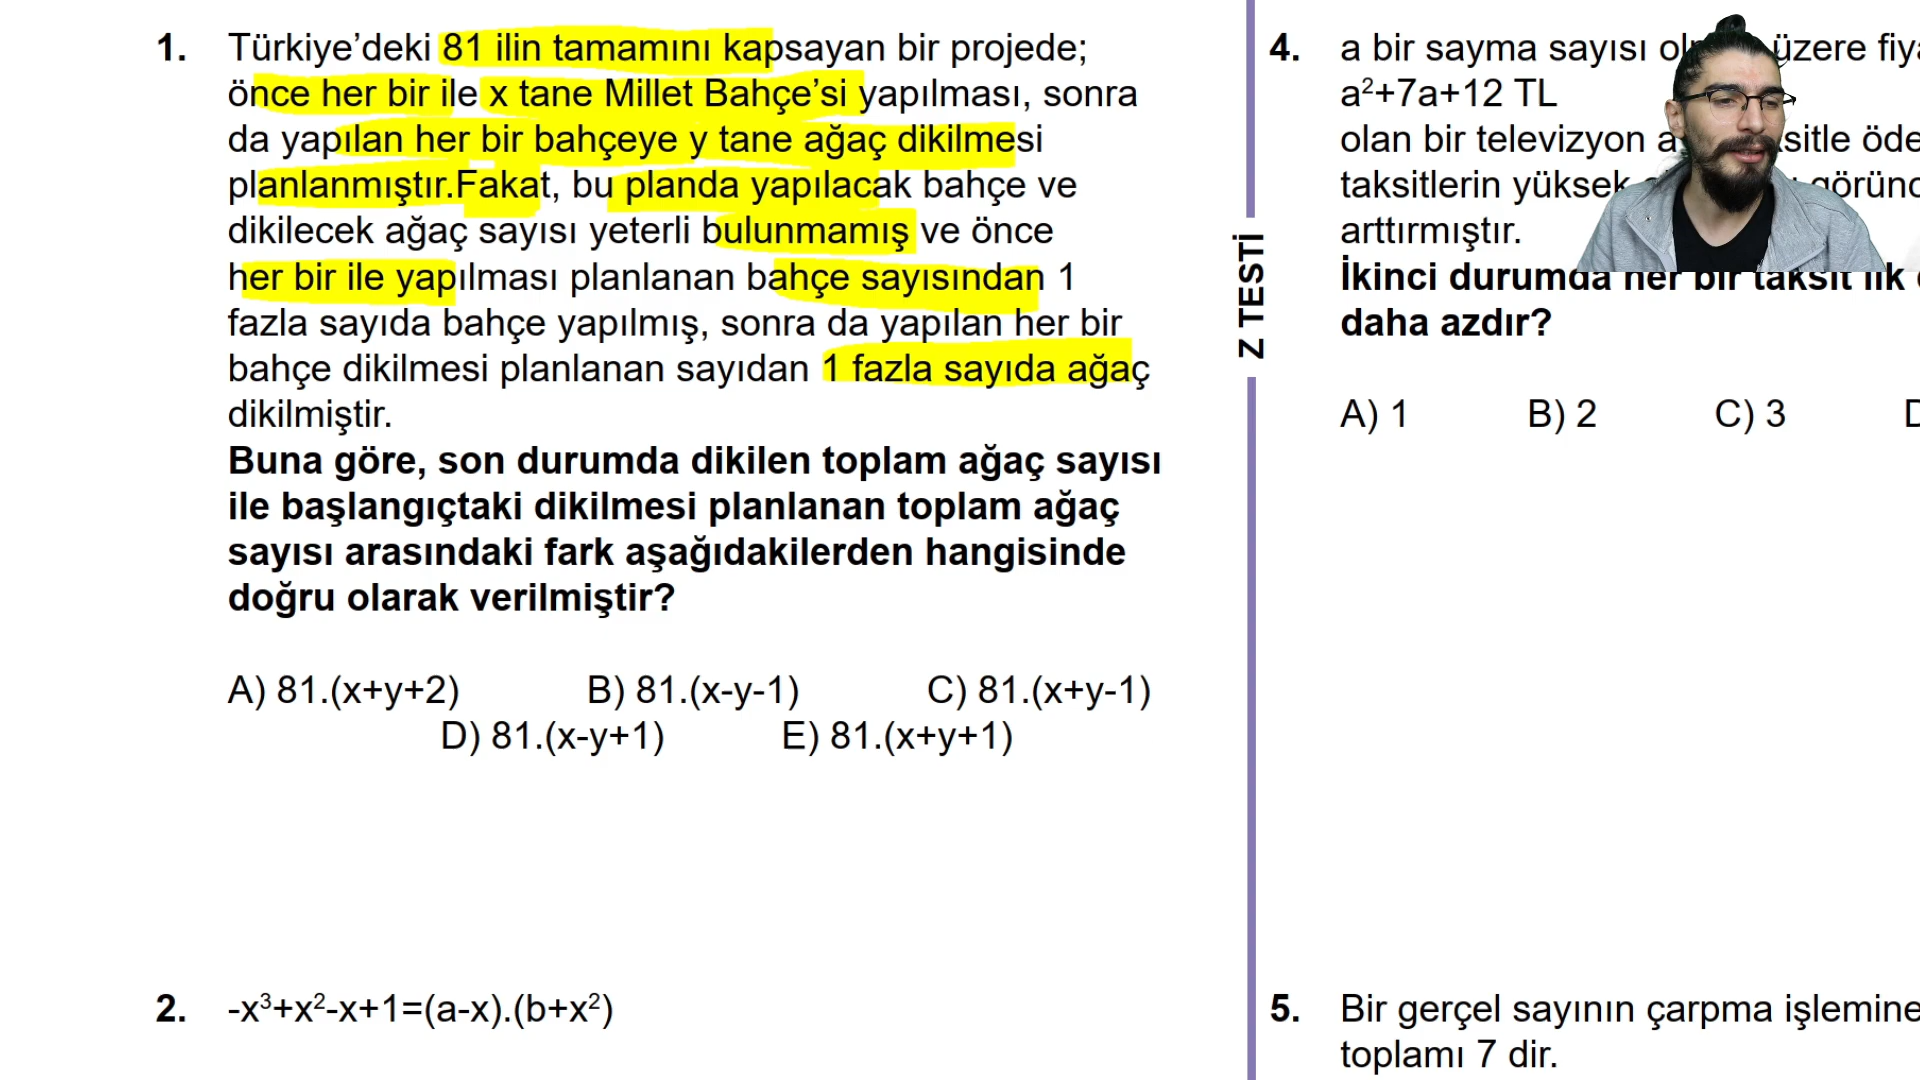 1. Türkiye’deki 81 ilin tamamını kapsayan bir projede;
önce her bir ile x tane Millet Bahçe’si yapılması, sonra
da yapılan her bir bahçeye y tane ağaç dikilmesi
planlanmıştır.Fakat, bu planda yapılacak bahçe ve
dikilecek ağaç sayısı yeterli bulunmamış ve önce
her bir ile yapılması planlanan bahçe sayısından 1
fazla sayıda bahçe yapılmış, sonra da yapılan her bir
bahçe dikilmesi planlanan sayıdan 1 fazla sayıda ağaç
dikilmiştir.
Buna göre, son durumda dikilen toplam ağaç sayısı
ile başlangıçtaki dikilmesi planlanan toplam ağaç
sayısı arasındaki fark aşağıdakilerden hangisinde
doğru olarak verilmiştir?
A) 81.(x+y+2) B) 81.(x-y-1) C) 81.(x+y-1)
D) 81.(x-y+1) E) 81.(x+y+1)
2. -x³+x²-x+1=(a-x).(b+x²)
Z TESTİ
4. a bir sayma sayısı üzere
a²+7a+12 TL
olan bir televizyon
taksitlerin yüksek
arttırmıştır.
İkinci durumda her bir taksit ilk
daha azdır?
A) 1 B) 2 C) 3
5. Bir gerçel sayının çarpma işlemine
toplamı 7 dir.